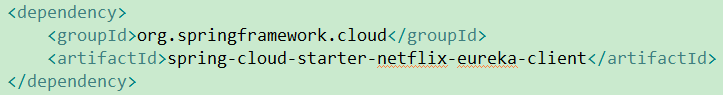 <dependency>
<groupId>org.springframework.cloud</groupId>
<artifactId>spring-cloud-starter-netflix-eureka-client</artifactId>
</dependency>